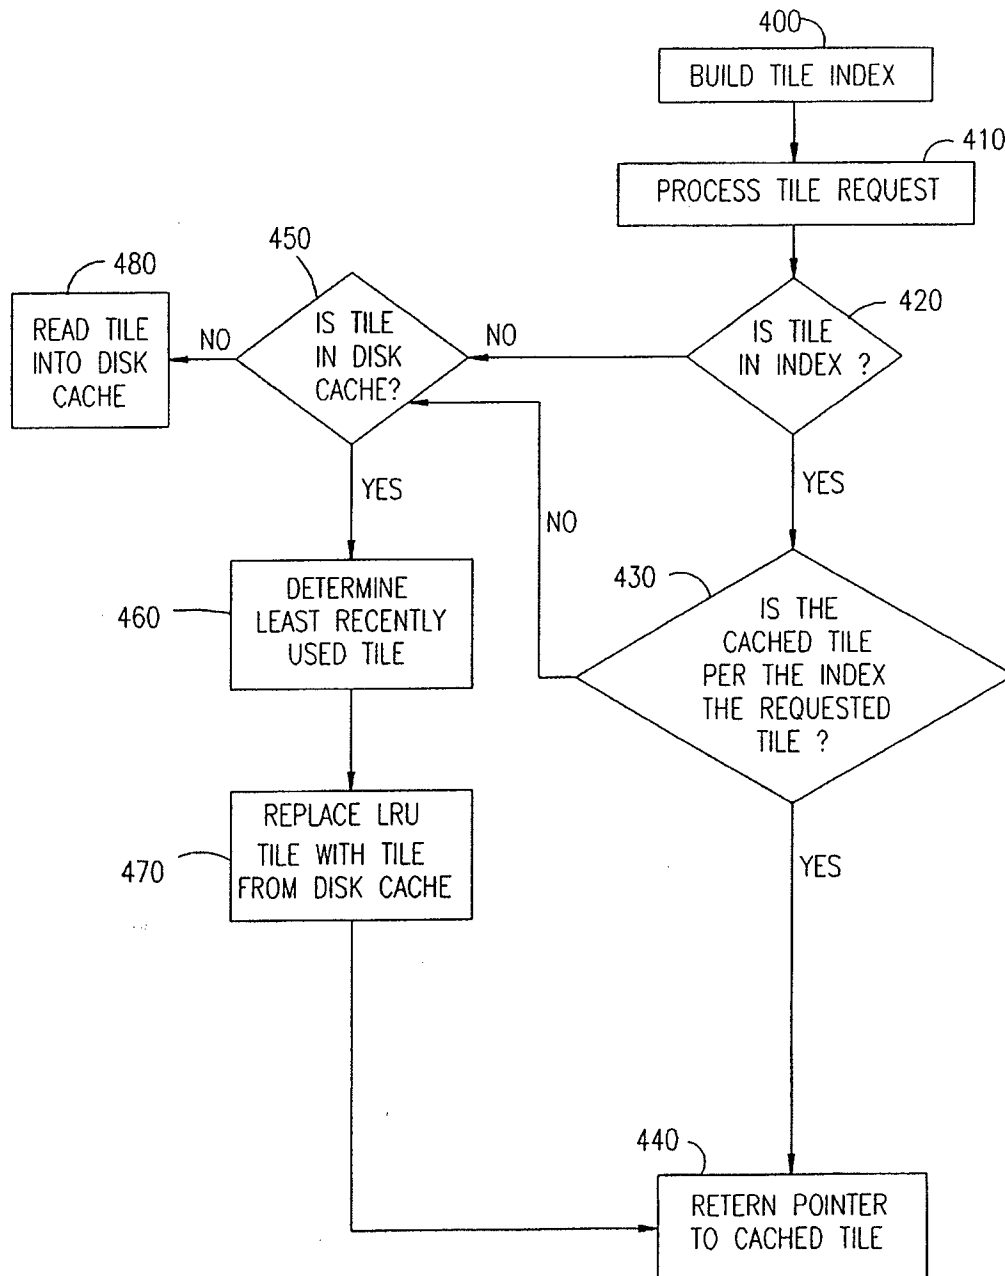 400
BUILD TILE INDEX
410
PROCESS TILE REQUEST
420
IS TILE
IN INDEX ?
NO
YES
450
IS TILE
IN DISK
CACHE?
NO
YES
480
READ TILE
INTO DISK
CACHE
430
IS THE
CACHED TILE
PER THE INDEX
THE REQUESTED
TILE ?
NO
YES
460
DETERMINE
LEAST RECENTLY
USED TILE
470
REPLACE LRU
TILE WITH TILE
FROM DISK CACHE
440
RETERN POINTER
TO CACHED TILE